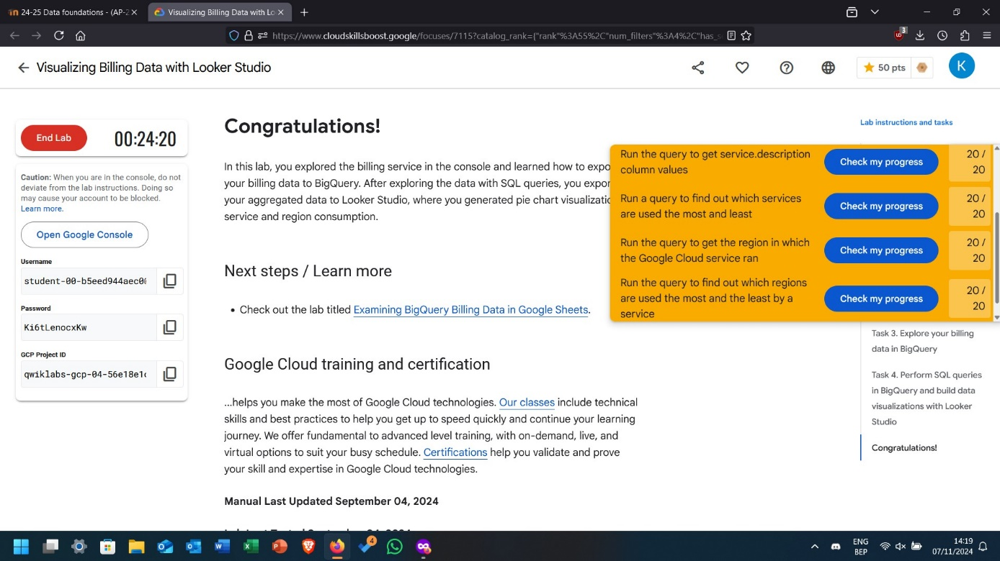 24-25 Data foundations - (AP-2
Visualizing Billing Data with Lo
https://www.cloudskillsboost.google/focuses/7115?catalog_rank={"rank"%3A55%2C"num_filters"%3A4%2C"has_s
3
Visualizing Billing Data with Looker Studio
50 pts
K
End Lab
00:24:20
Caution: When you are in the console, do not
deviate from the lab instructions. Doing so
may cause your account to be blocked.
Learn more.
Open Google Console
Username
student-00-b5eed944aec0
Password
Ki6tLenocxKw
GCP Project ID
qwiklabs-gcp-04-56e18e1c
Congratulations!
In this lab, you explored the billing service in the console and learned how to expo
your billing data to BigQuery. After exploring the data with SQL queries, you expor
your aggregated data to Looker Studio, where you generated pie chart visualizatio
service and region consumption.
Next steps / Learn more
• Check out the lab titled Examining BigQuery Billing Data in Google Sheets.
Google Cloud training and certification
...helps you make the most of Google Cloud technologies. Our classes include technical
skills and best practices to help you get up to speed quickly and continue your learning
journey. We offer fundamental to advanced level training, with on-demand, live, and
virtual options to suit your busy schedule. Certifications help you validate and prove
your skill and expertise in Google Cloud technologies.
Manual Last Updated September 04, 2024
Lab instructions and tasks
Run the query to get service.description
column values
Check my progress
20 /
20
Run a query to find out which services
are used the most and least
Check my progress
20 /
20
Run the query to get the region in which
the Google Cloud service ran
Check my progress
20 /
20
Run the query to find out which regions
are used the most and the least by a
service
Check my progress
20 /
20
Task 3. Explore your billing
data in BigQuery
Task 4. Perform SQL queries
in BigQuery and build data
visualizations with Looker
Studio
Congratulations!
4
ENG
BEP
14:19
07/11/2024